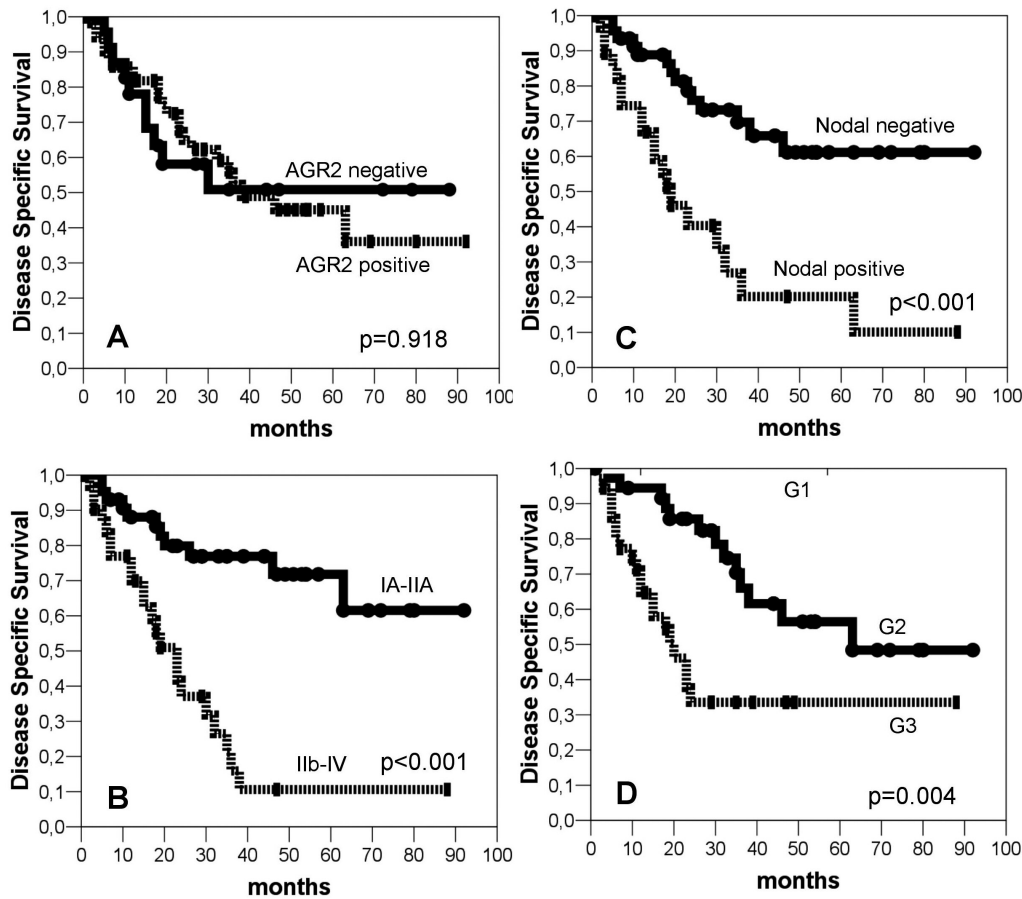 1,0
0,9
0,8
0,7
0,6
0,5
0,4
0,3
0,2
0,1
0,0
Disease Specific Survival
AGR2 negative
AGR2 positive
A
p=0.918
0 10 20 30 40 50 60 70 80 90 100
months
1,0
0,9
0,8
0,7
0,6
0,5
0,4
0,3
0,2
0,1
0,0
Disease Specific Survival
Nodal negative
Nodal positive
p<0.001
C
0 10 20 30 40 50 60 70 80 90 100
months
1,0
0,9
0,8
0,7
0,6
0,5
0,4
0,3
0,2
0,1
0,0
Disease Specific Survival
IA-IIA
IIb-IV
p<0.001
B
0 10 20 30 40 50 60 70 80 90 100
months
1,0
0,9
0,8
0,7
0,6
0,5
0,4
0,3
0,2
0,1
0,0
Disease Specific Survival
G1
G2
G3
D
p=0.004
0 10 20 30 40 50 60 70 80 90 100
months